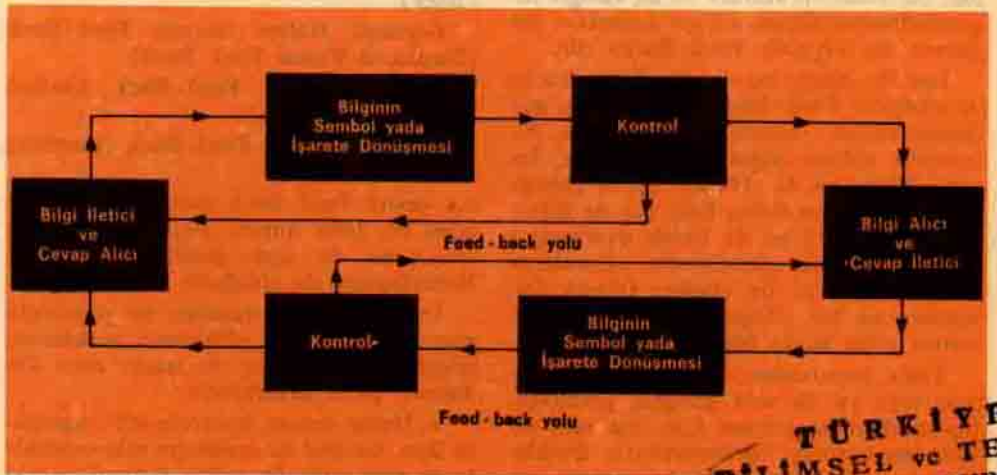 Bilginin
Sembol yada
İşarete Dönüşmesi
Kontrol
Bilgi İletici
ve
Cevap Alıcı
Bilgi Alıcı
ve
Cevap İletici
Feed-back yolu
Kontrol
Bilginin
Sembol yada
İşarete Dönüşmesi
Feed-back yolu
TÜRKİY
BİLİMSEL ve TE